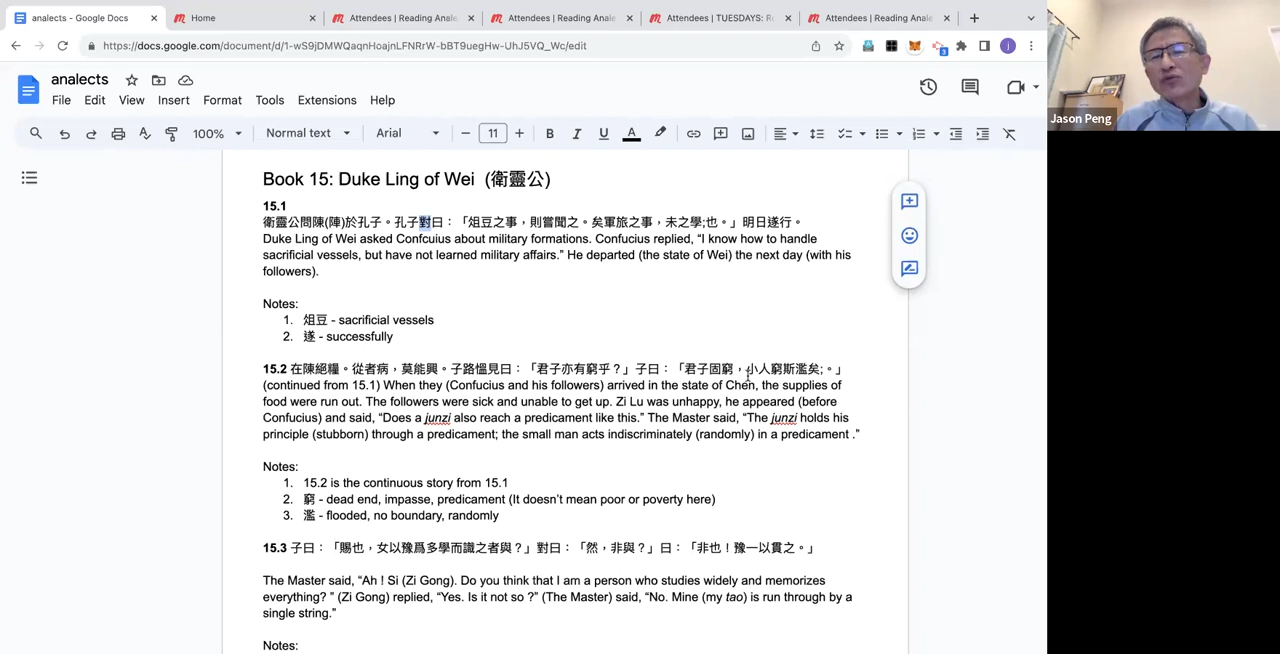 analects - Google Docs
Home
Attendees | Reading Anale
Attendees | Reading Anale
Attendees | TUESDAYS: Re
Attendees | Reading Anale
https://docs.google.com/document/d/1-wS9jDMWQaqnHoajnLFNRrW-bBT9uegHw-UhJ5VQ_Wc/edit
3
j
analects
File Edit View Insert Format Tools Extensions Help
100% Normal text Arial 11 B I U A
Book 15: Duke Ling of Wei (衛靈公)
15.1
衛靈公問陳(陣)於孔子。孔子對曰：「俎豆之事，則嘗聞之。矣軍旅之事，未之學;也。」明日遂行。
Duke Ling of Wei asked Confcuius about military formations. Confucius replied, “I know how to handle
sacrificial vessels, but have not learned military affairs.” He departed (the state of Wei) the next day (with his
followers).
Notes:
1. 俎豆 - sacrificial vessels
2. 遂 - successfully
15.2 在陳絕糧。從者病，莫能興。子路慍見曰：「君子亦有窮乎？」子曰：「君子固窮，小人窮斯濫矣;。」
(continued from 15.1) When they (Confucius and his followers) arrived in the state of Chen, the supplies of
food were run out. The followers were sick and unable to get up. Zi Lu was unhappy, he appeared (before
Confucius) and said, “Does a junzi also reach a predicament like this.” The Master said, “The junzi holds his
principle (stubborn) through a predicament; the small man acts indiscriminately (randomly) in a predicament .”
Notes:
1. 15.2 is the continuous story from 15.1
2. 窮 - dead end, impasse, predicament (It doesn’t mean poor or poverty here)
3. 濫 - flooded, no boundary, randomly
15.3 子曰：「賜也，女以豫爲多學而識之者與？」對曰：「然，非與？」曰：「非也！豫一以貫之。」
The Master said, “Ah ! Si (Zi Gong). Do you think that I am a person who studies widely and memorizes
everything? ” (Zi Gong) replied, “Yes. Is it not so ?” (The Master) said, “No. Mine (my tao) is run through by a
single string.”
Notes:
Jason Peng